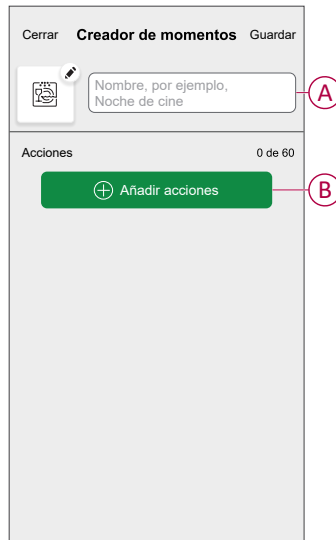 Cerrar Creador de momentos Guardar
Nombre, por ejemplo,
Noche de cine
A
Acciones 0 de 60
Añadir acciones
B